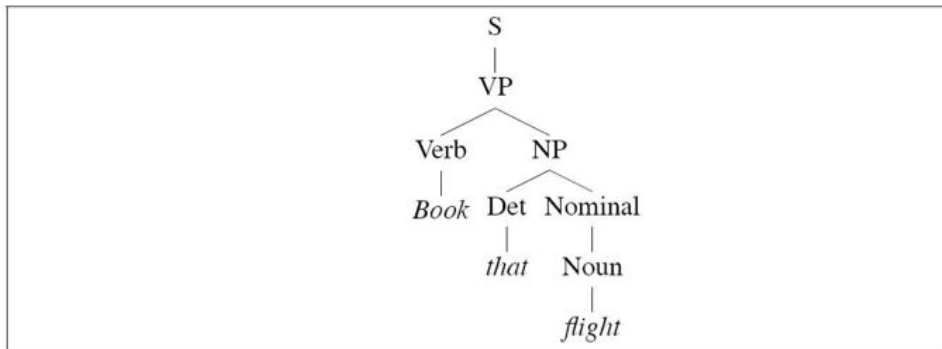 S
VP
Verb NP
Book Det Nominal
that Noun
flight